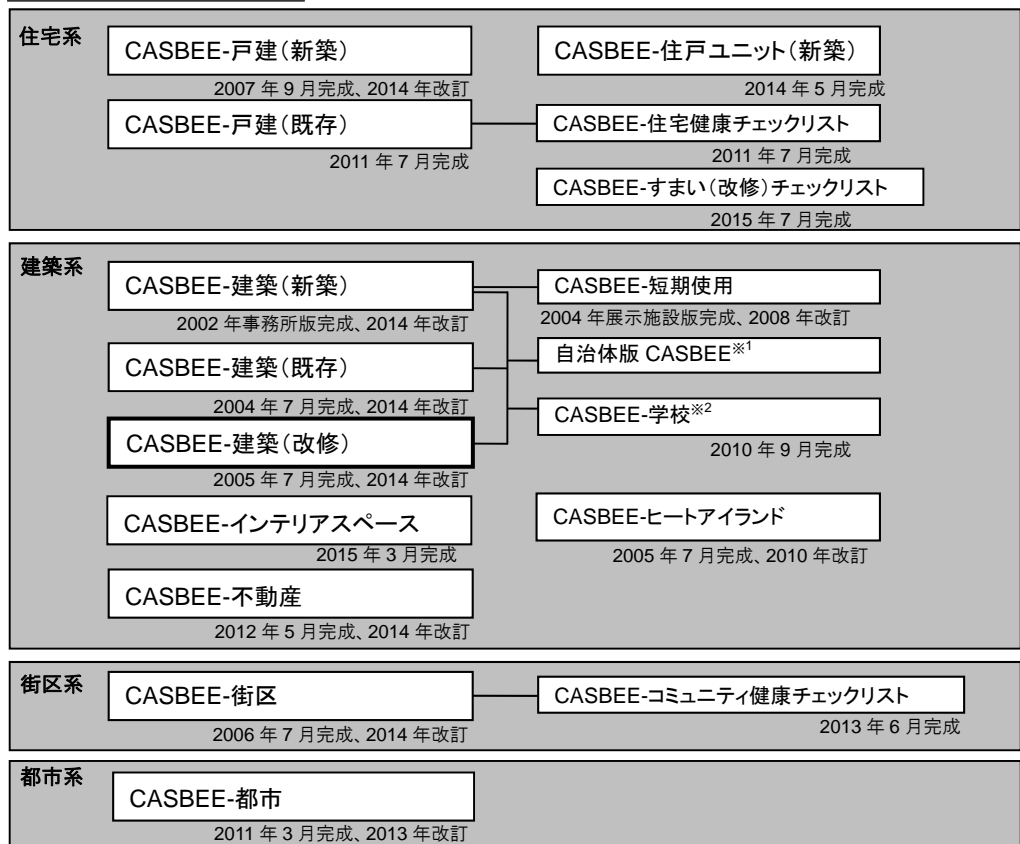 住宅系
CASBEE-戸建(新築)
2007 年 9 月完成、2014 年改訂
CASBEE-住戸ユニット(新築)
2014 年 5 月完成
CASBEE-戸建(既存)
2011 年 7 月完成
CASBEE-住宅健康チェックリスト
2011 年 7 月完成
CASBEE-すまい(改修)チェックリスト
2015 年 7 月完成
建築系
CASBEE-建築(新築)
2002 年事務所版完成、2014 年改訂
CASBEE-短期使用
2004 年展示施設版完成、2008 年改訂
自治体版 CASBEE※1
CASBEE-建築(既存)
2004 年 7 月完成、2014 年改訂
CASBEE-学校※2
2010 年 9 月完成
CASBEE-建築(改修)
2005 年 7 月完成、2014 年改訂
CASBEE-インテリアスペース
2015 年 3 月完成
CASBEE-ヒートアイランド
2005 年 7 月完成、2010 年改訂
CASBEE-不動産
2012 年 5 月完成、2014 年改訂
街区系
CASBEE-街区
2006 年 7 月完成、2014 年改訂
CASBEE-コミュニティ健康チェックリスト
2013 年 6 月完成
都市系
CASBEE-都市
2011 年 3 月完成、2013 年改訂